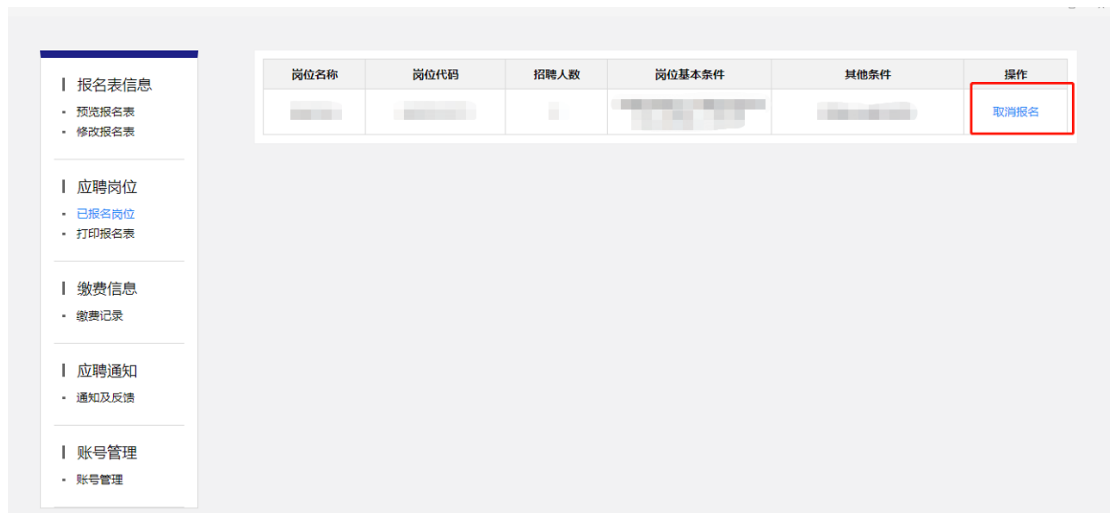 报名表信息
预览报名表
修改报名表
应聘岗位
已报名岗位
打印报名表
缴费信息
缴费记录
应聘通知
通知及反馈
账号管理
账号管理
岗位名称 岗位代码 招聘人数 岗位基本条件 其他条件 操作
取消报名